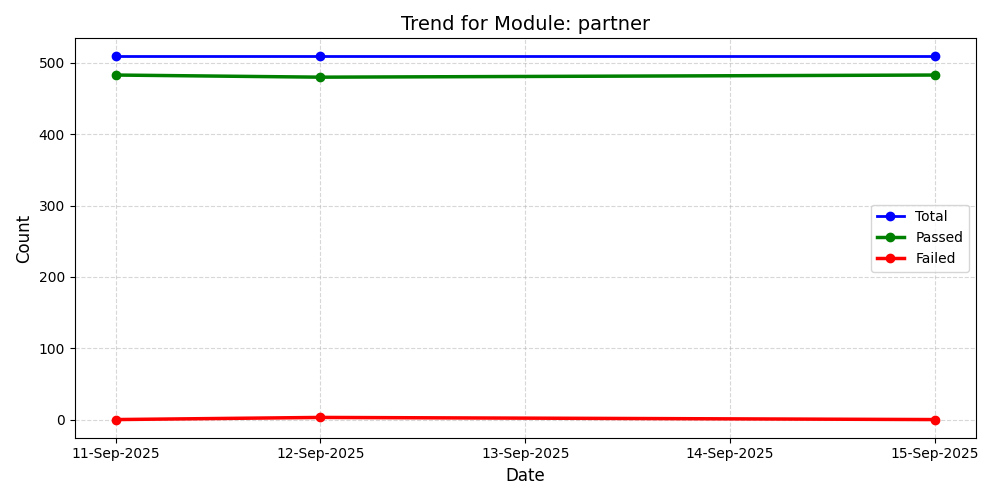 Trend for Module: partner
500
400
300
200
100
0
Count
Total
Passed
Failed
11-Sep-2025
12-Sep-2025
13-Sep-2025
14-Sep-2025
15-Sep-2025
Date